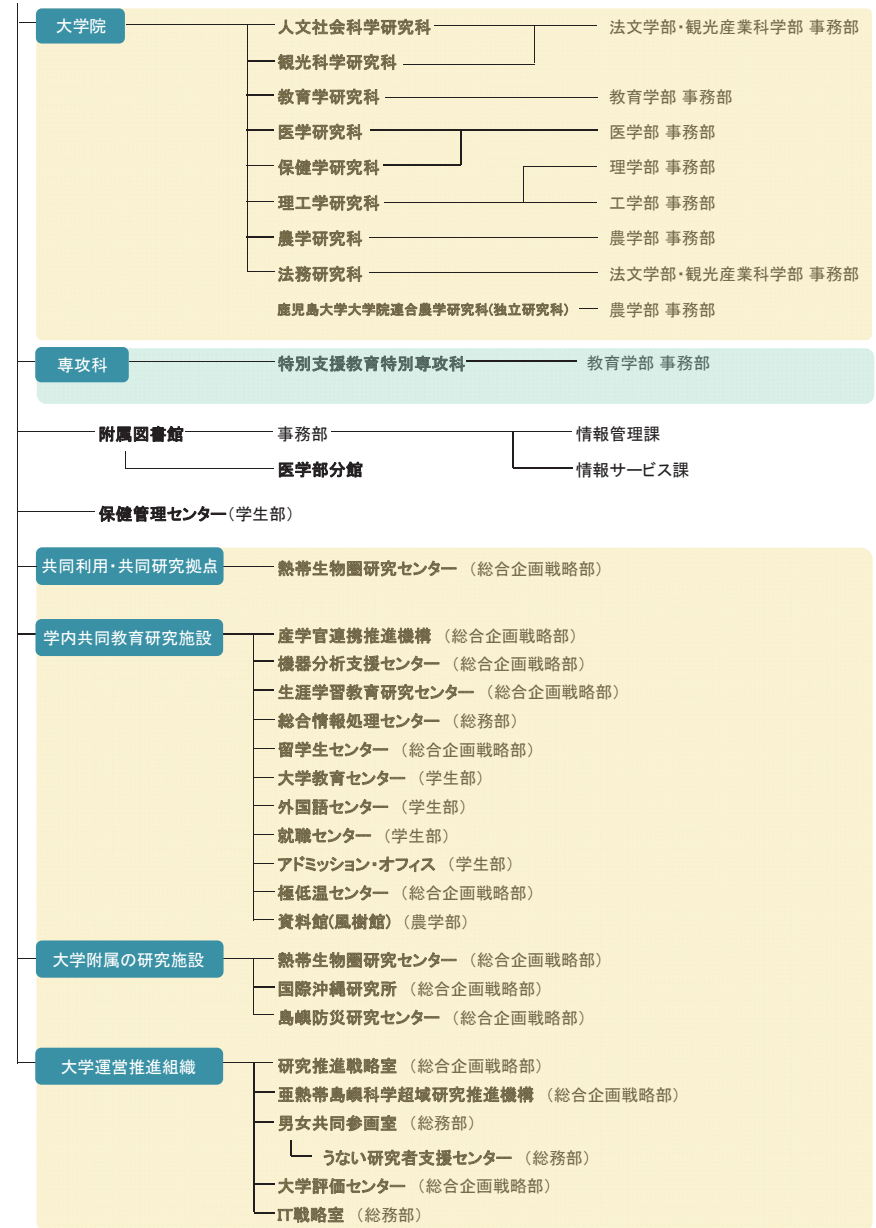 大学院 人文社会科学研究科 法文学部・観光産業科学部 事務部
観光科学研究科
教育学研究科 教育学部 事務部
医学研究科 医学部 事務部
保健学研究科 理学部 事務部
理工学研究科 工学部 事務部
農学研究科 農学部 事務部
法務研究科 法文学部・観光産業科学部 事務部
鹿児島大学大学院連合農学研究科(独立研究科) 農学部 事務部
専攻科 特別支援教育特別専攻科 教育学部 事務部
附属図書館 事務部 情報管理課
医学部分館 情報サービス課
保健管理センター(学生部)
共同利用・共同研究拠点 熱帯生物圏研究センター (総合企画戦略部)
学内共同教育研究施設 産学官連携推進機構 (総合企画戦略部)
機器分析支援センター (総合企画戦略部)
生涯学習教育研究センター (総合企画戦略部)
総合情報処理センター (総務部)
留学生センター (総合企画戦略部)
大学教育センター (学生部)
外国語センター (学生部)
就職センター (学生部)
アドミッション・オフィス (学生部)
極低温センター (総合企画戦略部)
資料館(風樹館) (農学部)
大学附属の研究施設 熱帯生物圏研究センター (総合企画戦略部)
国際沖縄研究所 (総合企画戦略部)
島嶼防災研究センター (総合企画戦略部)
大学運営推進組織 研究推進戦略室 (総合企画戦略部)
亜熱帯島嶼科学超域研究推進機構 (総合企画戦略部)
男女共同参画室 (総務部)
うない研究者支援センター (総務部)
大学評価センター (総合企画戦略部)
IT戦略室 (総務部)